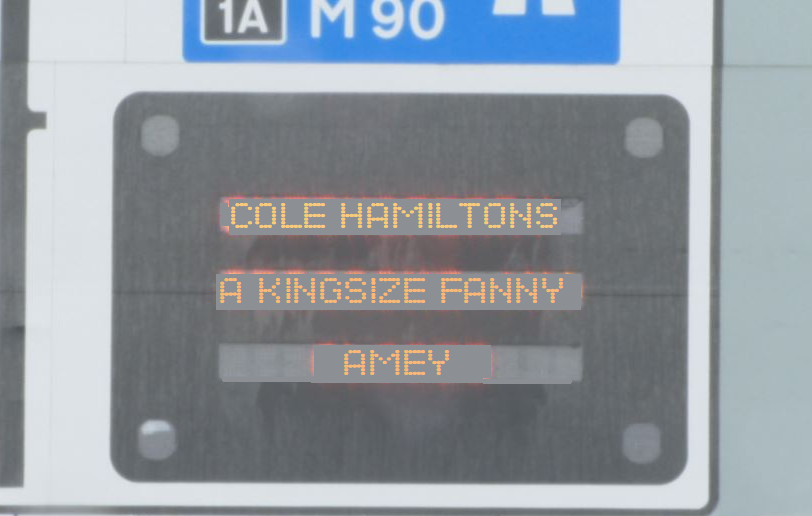 1A M 90
COLE HAMILTONS
A KINGSIZE FANNY
AMEY